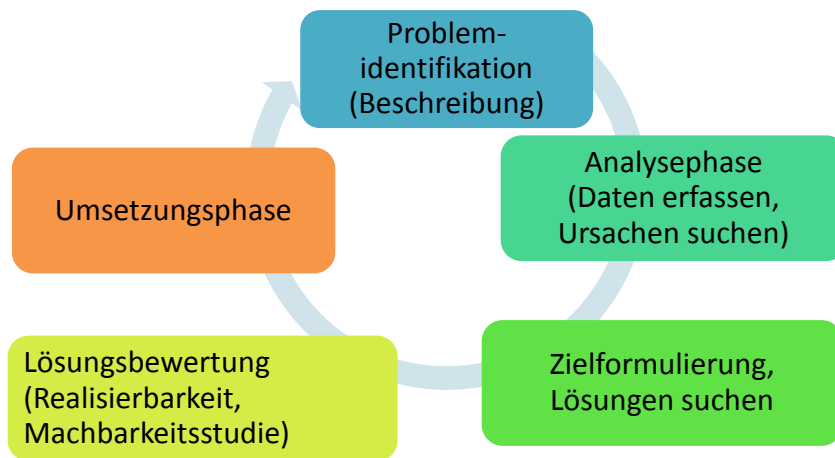 Problem-
identifikation
(Beschreibung)
Analysephase
(Daten erfassen,
Ursachen suchen)
Zielformulierung,
Lösungen suchen
Lösungsbewertung
(Realisierbarkeit,
Machbarkeitsstudie)
Umsetzungsphase